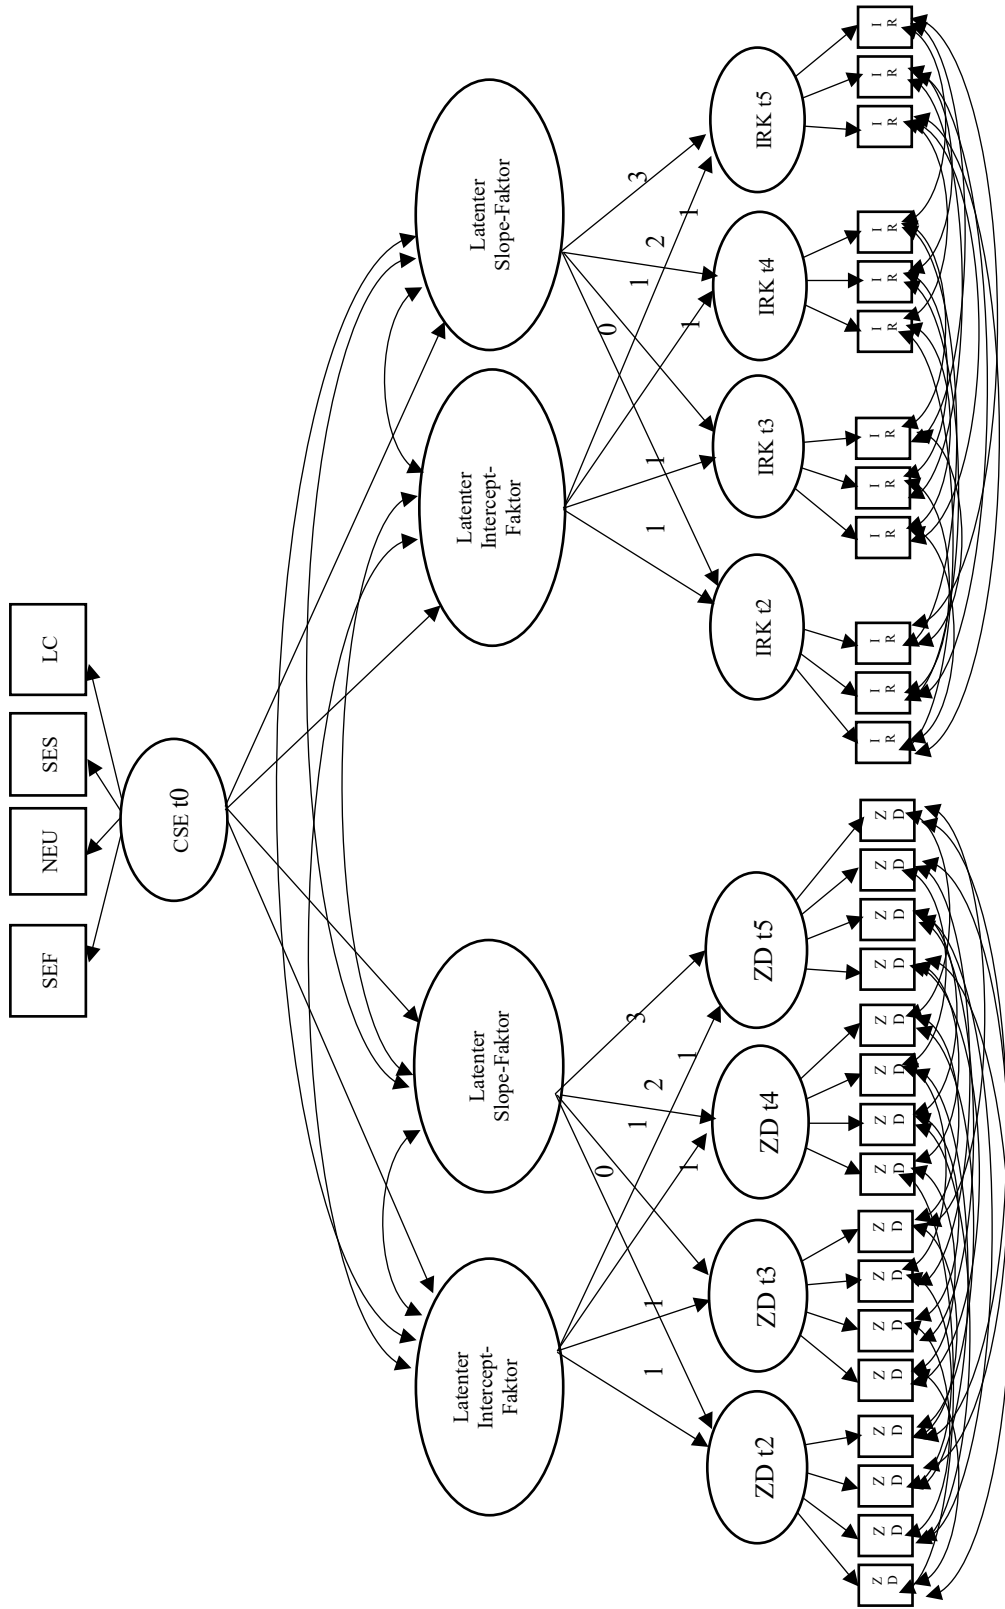 SEF
NEU
SES
LC
CSE t0
Latenter
Intercept-
Faktor
Latenter
Slope-Faktor
Latenter
Intercept-
Faktor
Latenter
Slope-Faktor
1
1
0
1
1
2
1
3
1
1
0
1
1
2
1
3
ZD t2
ZD t3
ZD t4
ZD t5
IRK t2
IRK t3
IRK t4
IRK t5
Z
D
Z
D
Z
D
Z
D
Z
D
Z
D
Z
D
Z
D
Z
D
Z
D
Z
D
Z
D
Z
D
Z
D
Z
D
Z
D
I
R
I
R
I
R
I
R
I
R
I
R
I
R
I
R
I
R
I
R
I
R
I
R